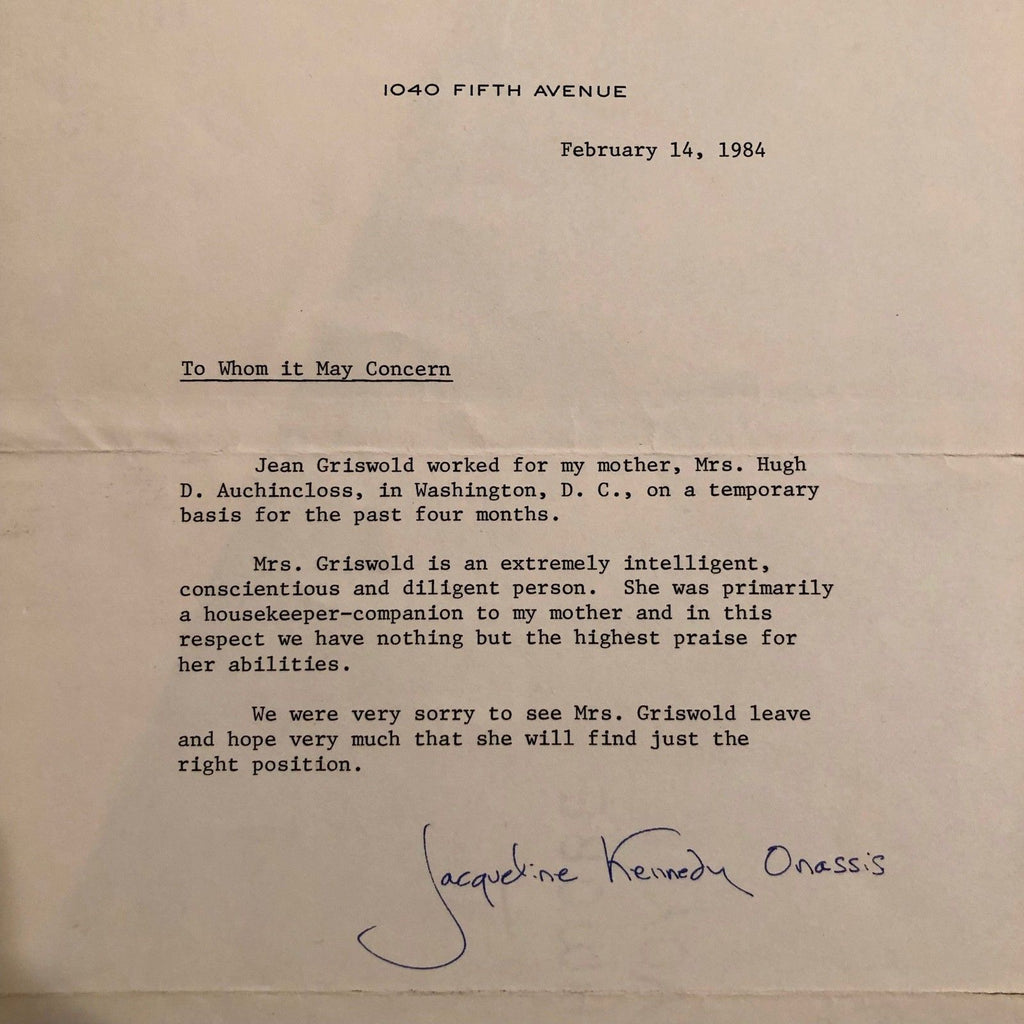 1040 FIFTH AVENUE
February 14, 1984
To Whom it May Concern
Jean Griswold worked for my mother, Mrs. Hugh
D. Auchincloss, in Washington, D. C., on a temporary
basis for the past four months.
Mrs. Griswold is an extremely intelligent,
conscientious and diligent person.  She was primarily
a housekeeper-companion to my mother and in this
respect we have nothing but the highest praise for
her abilities.
We were very sorry to see Mrs. Griswold leave
and hope very much that she will find just the
right position.
Jacqueline Kennedy Onassis